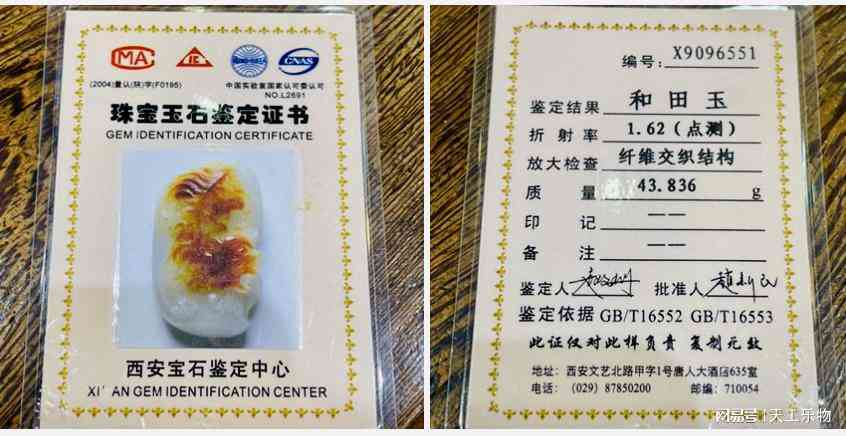 CMA
CNAS
(2004)量认(陕)字(F0195)
中国实验室国家认可委认可
NO.L2691
珠宝玉石鉴定证书
GEM IDENTIFICATION CERTIFICATE
西安宝石鉴定中心
XI' AN GEM IDENTIFICATION CENTER
编号: X9096551
鉴定结果 和田玉
折射率 1.62(点测)
放大检查 纤维交织结构
质量 43.836 g
印记 ——
备注 ——
鉴定人 批准人
鉴定依据 GB/T16552 GB/T16553
此证仅对此样负责 复制无效
地址: 西安文艺北路甲字1号唐人大酒店635室
电话: (029) 87850200 邮编: 710054
网易号 | 天工乐物